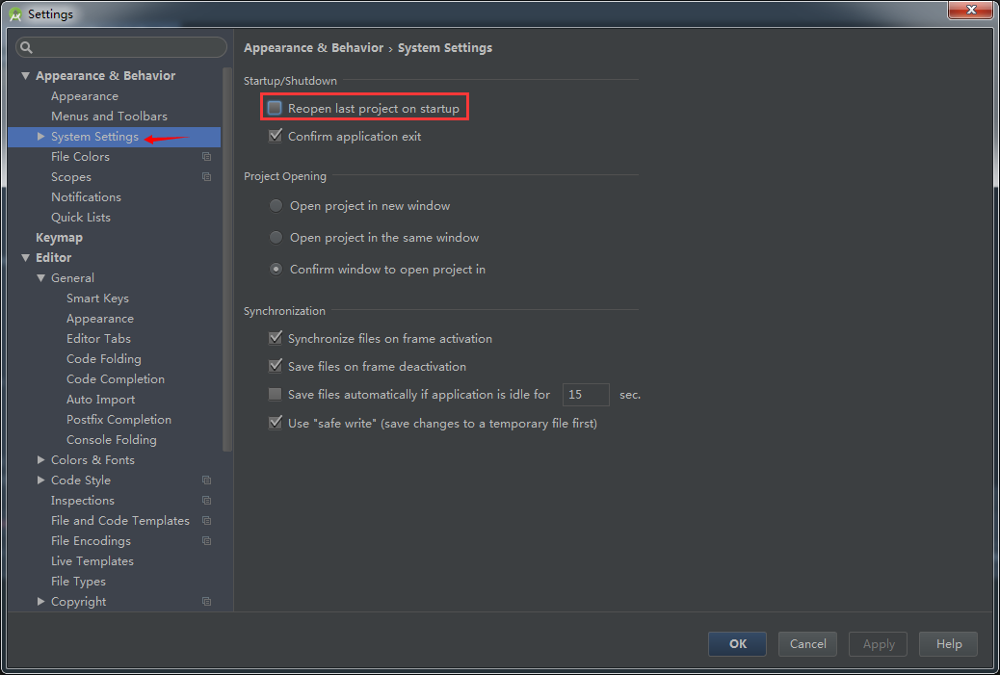 Settings
Appearance & Behavior
Appearance
Menus and Toolbars
System Settings
File Colors
Scopes
Notifications
Quick Lists
Keymap
Editor
General
Smart Keys
Appearance
Editor Tabs
Code Folding
Code Completion
Auto Import
Postfix Completion
Console Folding
Colors & Fonts
Code Style
Inspections
File and Code Templates
File Encodings
Live Templates
File Types
Copyright
Appearance & Behavior › System Settings
Startup/Shutdown
Reopen last project on startup
Confirm application exit
Project Opening
Open project in new window
Open project in the same window
Confirm window to open project in
Synchronization
Synchronize files on frame activation
Save files on frame deactivation
Save files automatically if application is idle for 15 sec.
Use "safe write" (save changes to a temporary file first)
OK Cancel Apply Help